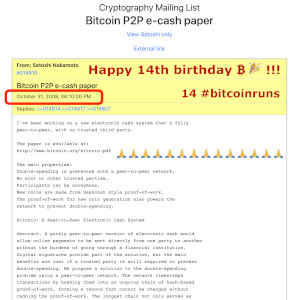 Cryptography Mailing List
Bitcoin P2P e-cash paper
View Satoshi only
External link
From: Satoshi Nakamoto
#014810
Happy 14th birthday ₿🎉 !!!
Bitcoin P2P e-cash paper
October 31, 2008, 06:10:00 PM
14 #bitcoinruns
Replies: >>014814 >>014817 >>014827
I've been working on a new electronic cash system that's fully
peer-to-peer, with no trusted third party.
The paper is available at:
http://www.bitcoin.org/bitcoin.pdf 🙏🙏🙏🙏🙏🙏🙏🙏🙏🙏🙏🙏🙏🙏
The main properties:
Double-spending is prevented with a peer-to-peer network.
No mint or other trusted parties.
Participants can be anonymous.
New coins are made from Hashcash style proof-of-work.
The proof-of-work for new coin generation also powers the
network to prevent double-spending.
Bitcoin: A Peer-to-Peer Electronic Cash System
Abstract. A purely peer-to-peer version of electronic cash would
allow online payments to be sent directly from one party to another
without the burdens of going through a financial institution.
Digital signatures provide part of the solution, but the main
benefits are lost if a trusted party is still required to prevent
double-spending. We propose a solution to the double-spending
problem using a peer-to-peer network. The network timestamps
transactions by hashing them into an ongoing chain of hash-based
proof-of-work, forming a record that cannot be changed without
redoing the proof-of-work. The longest chain not only serves as